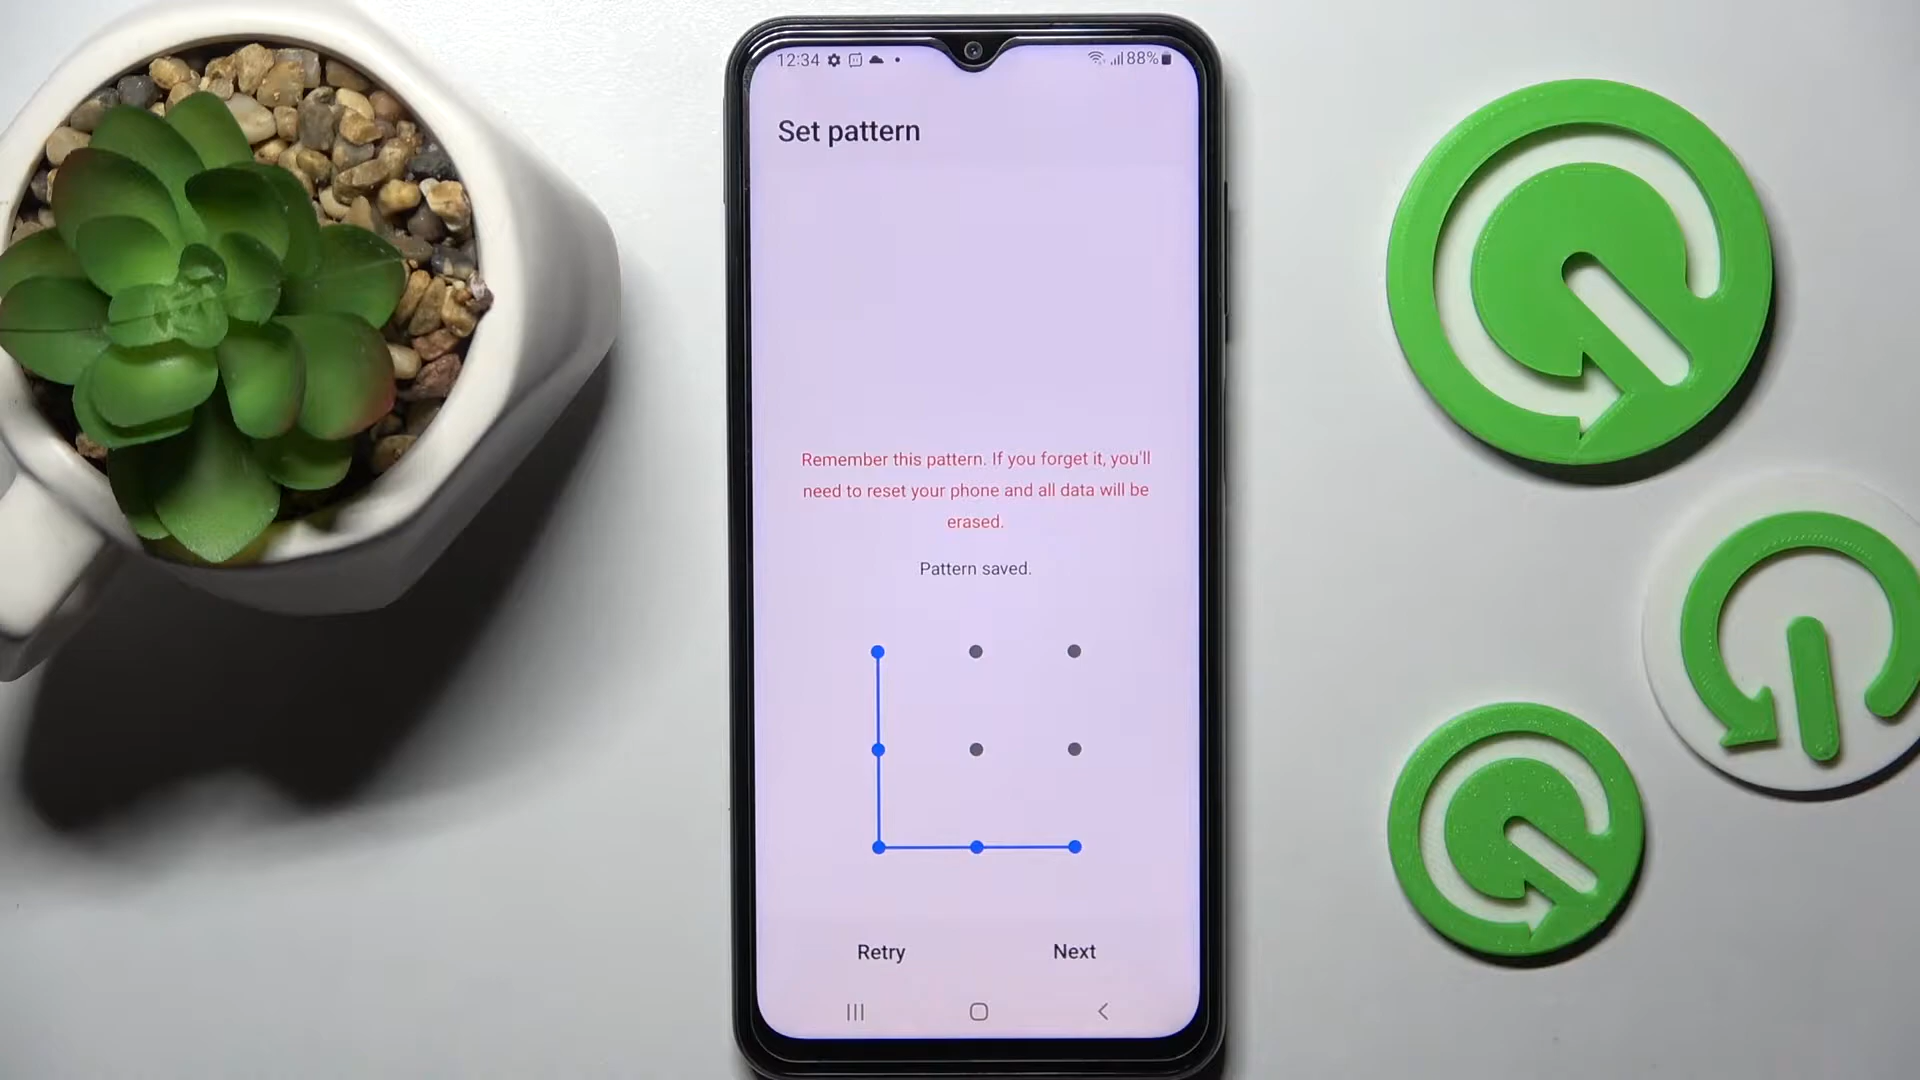 12:34
88%
Set pattern
Remember this pattern. If you forget it, you'll
need to reset your phone and all data will be
erased.
Pattern saved.
Retry
Next